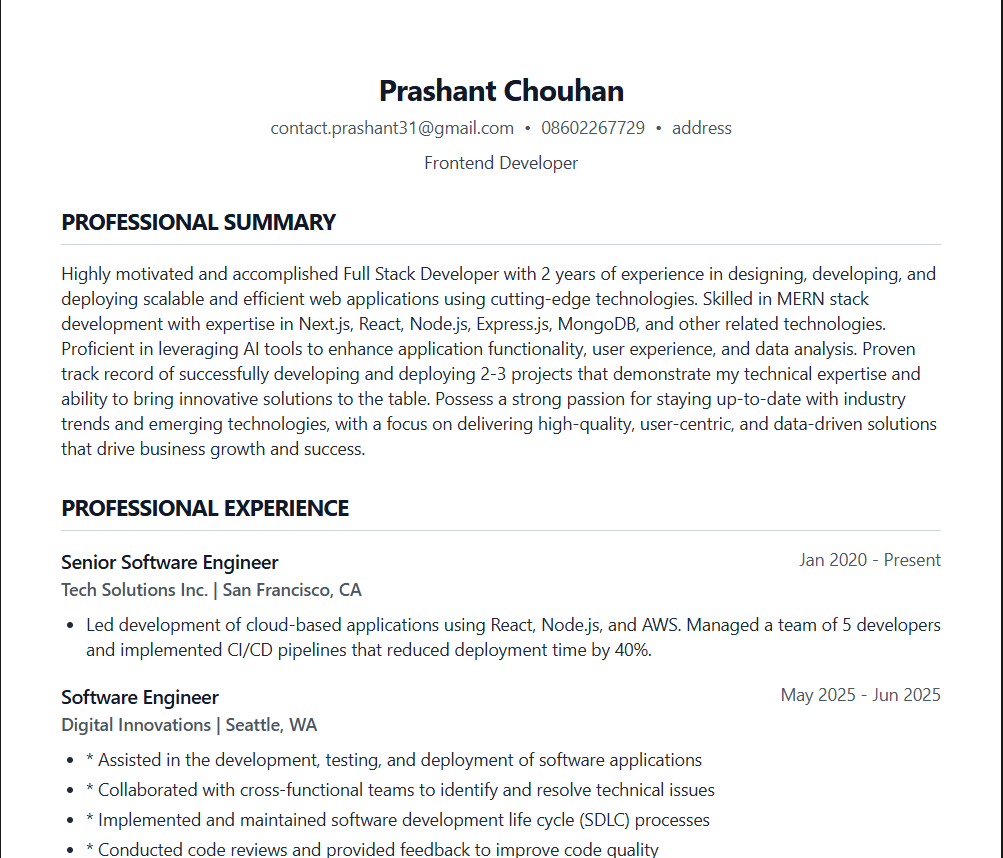 Prashant Chouhan
contact.prashant31@gmail.com • 08602267729 • address
Frontend Developer
PROFESSIONAL SUMMARY
Highly motivated and accomplished Full Stack Developer with 2 years of experience in designing, developing, and
deploying scalable and efficient web applications using cutting-edge technologies. Skilled in MERN stack
development with expertise in Next.js, React, Node.js, Express.js, MongoDB, and other related technologies.
Proficient in leveraging AI tools to enhance application functionality, user experience, and data analysis. Proven
track record of successfully developing and deploying 2-3 projects that demonstrate my technical expertise and
ability to bring innovative solutions to the table. Possess a strong passion for staying up-to-date with industry
trends and emerging technologies, with a focus on delivering high-quality, user-centric, and data-driven solutions
that drive business growth and success.
PROFESSIONAL EXPERIENCE
Senior Software Engineer Jan 2020 - Present
Tech Solutions Inc. | San Francisco, CA
• Led development of cloud-based applications using React, Node.js, and AWS. Managed a team of 5 developers
and implemented CI/CD pipelines that reduced deployment time by 40%.
Software Engineer May 2025 - Jun 2025
Digital Innovations | Seattle, WA
• * Assisted in the development, testing, and deployment of software applications
• * Collaborated with cross-functional teams to identify and resolve technical issues
• * Implemented and maintained software development life cycle (SDLC) processes
• * Conducted code reviews and provided feedback to improve code quality